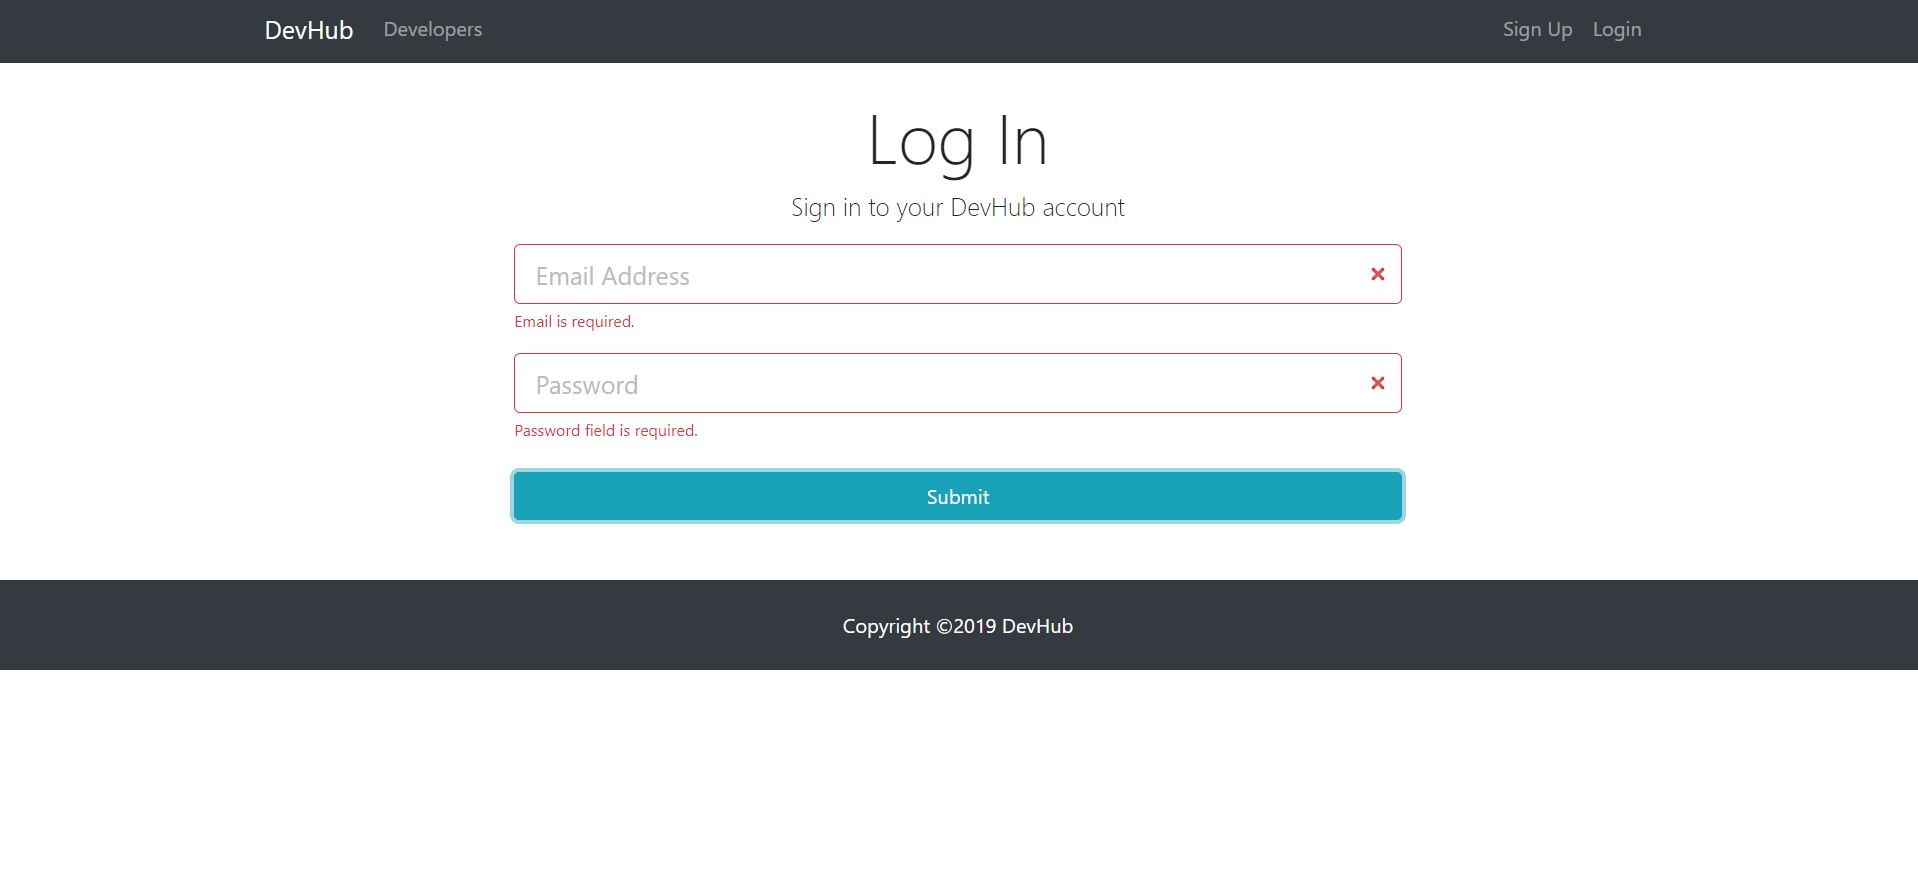 DevHub Developers Sign Up Login
Log In
Sign in to your DevHub account
Email Address
Email is required.
Password
Password field is required.
Submit
Copyright ©2019 DevHub